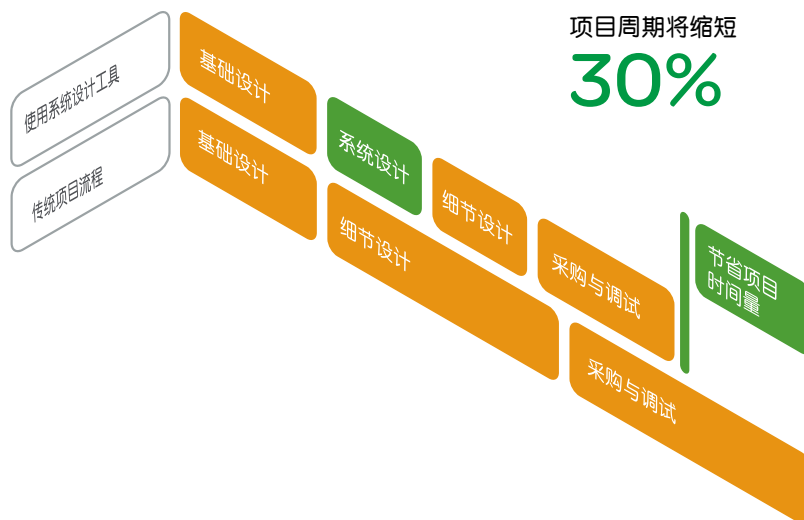 项目周期将缩短
30%
使用系统设计工具
基础设计
系统设计
细节设计
采购与调试
节省项目
时间量
传统项目流程
基础设计
细节设计
采购与调试